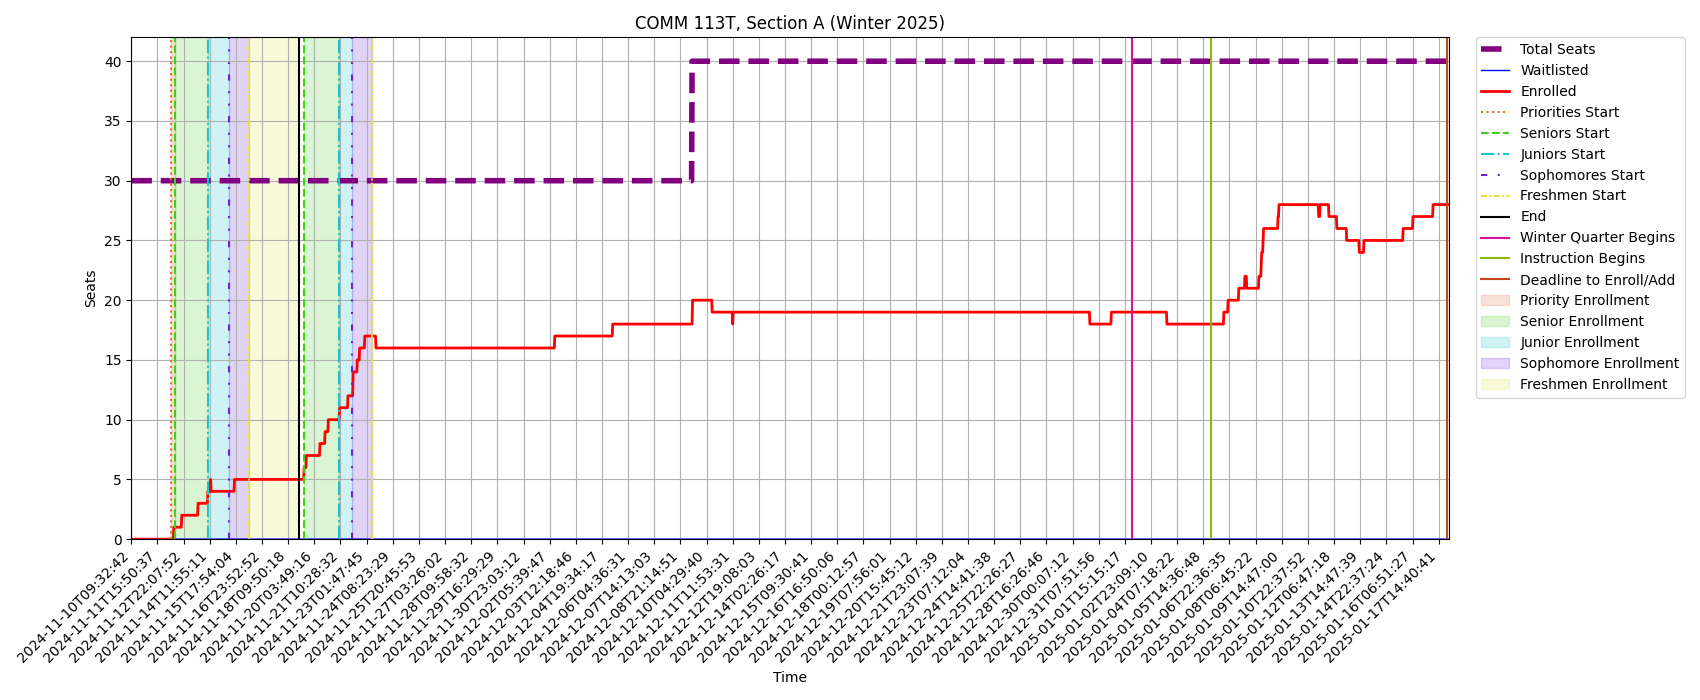 COMM 113T, Section A (Winter 2025)
Seats
40
35
30
25
20
15
10
5
0
2024-11-10T09:32:42
2024-11-11T11:50:37
2024-11-12T22:07:52
2024-11-14T11:55:11
2024-11-15T17:54:04
2024-11-16T23:52:52
2024-11-18T09:50:18
2024-11-20T03:49:16
2024-11-21T10:28:32
2024-11-23T01:47:45
2024-11-24T08:23:29
2024-11-25T20:45:53
2024-11-27T03:26:02
2024-11-28T09:58:32
2024-11-29T16:29:29
2024-11-30T23:03:12
2024-12-02T05:39:47
2024-12-03T12:18:46
2024-12-04T19:34:17
2024-12-06T04:36:31
2024-12-07T14:13:03
2024-12-08T21:14:51
2024-12-10T04:29:40
2024-12-11T11:53:31
2024-12-12T19:08:03
2024-12-14T02:26:17
2024-12-15T09:30:41
2024-12-16T16:50:06
2024-12-18T00:12:57
2024-12-19T07:56:01
2024-12-20T15:45:12
2024-12-21T23:07:39
2024-12-23T07:12:04
2024-12-24T14:41:38
2024-12-25T22:26:27
2024-12-28T16:26:46
2024-12-30T00:07:12
2024-12-31T07:51:56
2025-01-01T15:15:17
2025-01-02T23:09:10
2025-01-04T07:18:22
2025-01-05T14:36:48
2025-01-06T22:36:35
2025-01-08T06:45:22
2025-01-09T14:47:00
2025-01-10T22:37:52
2025-01-12T06:47:18
2025-01-13T14:47:39
2025-01-14T22:37:24
2025-01-16T06:51:27
2025-01-17T14:40:41
Time
Total Seats
Waitlisted
Enrolled
Priorities Start
Seniors Start
Juniors Start
Sophomores Start
Freshmen Start
End
Winter Quarter Begins
Instruction Begins
Deadline to Enroll/Add
Priority Enrollment
Senior Enrollment
Junior Enrollment
Sophomore Enrollment
Freshmen Enrollment